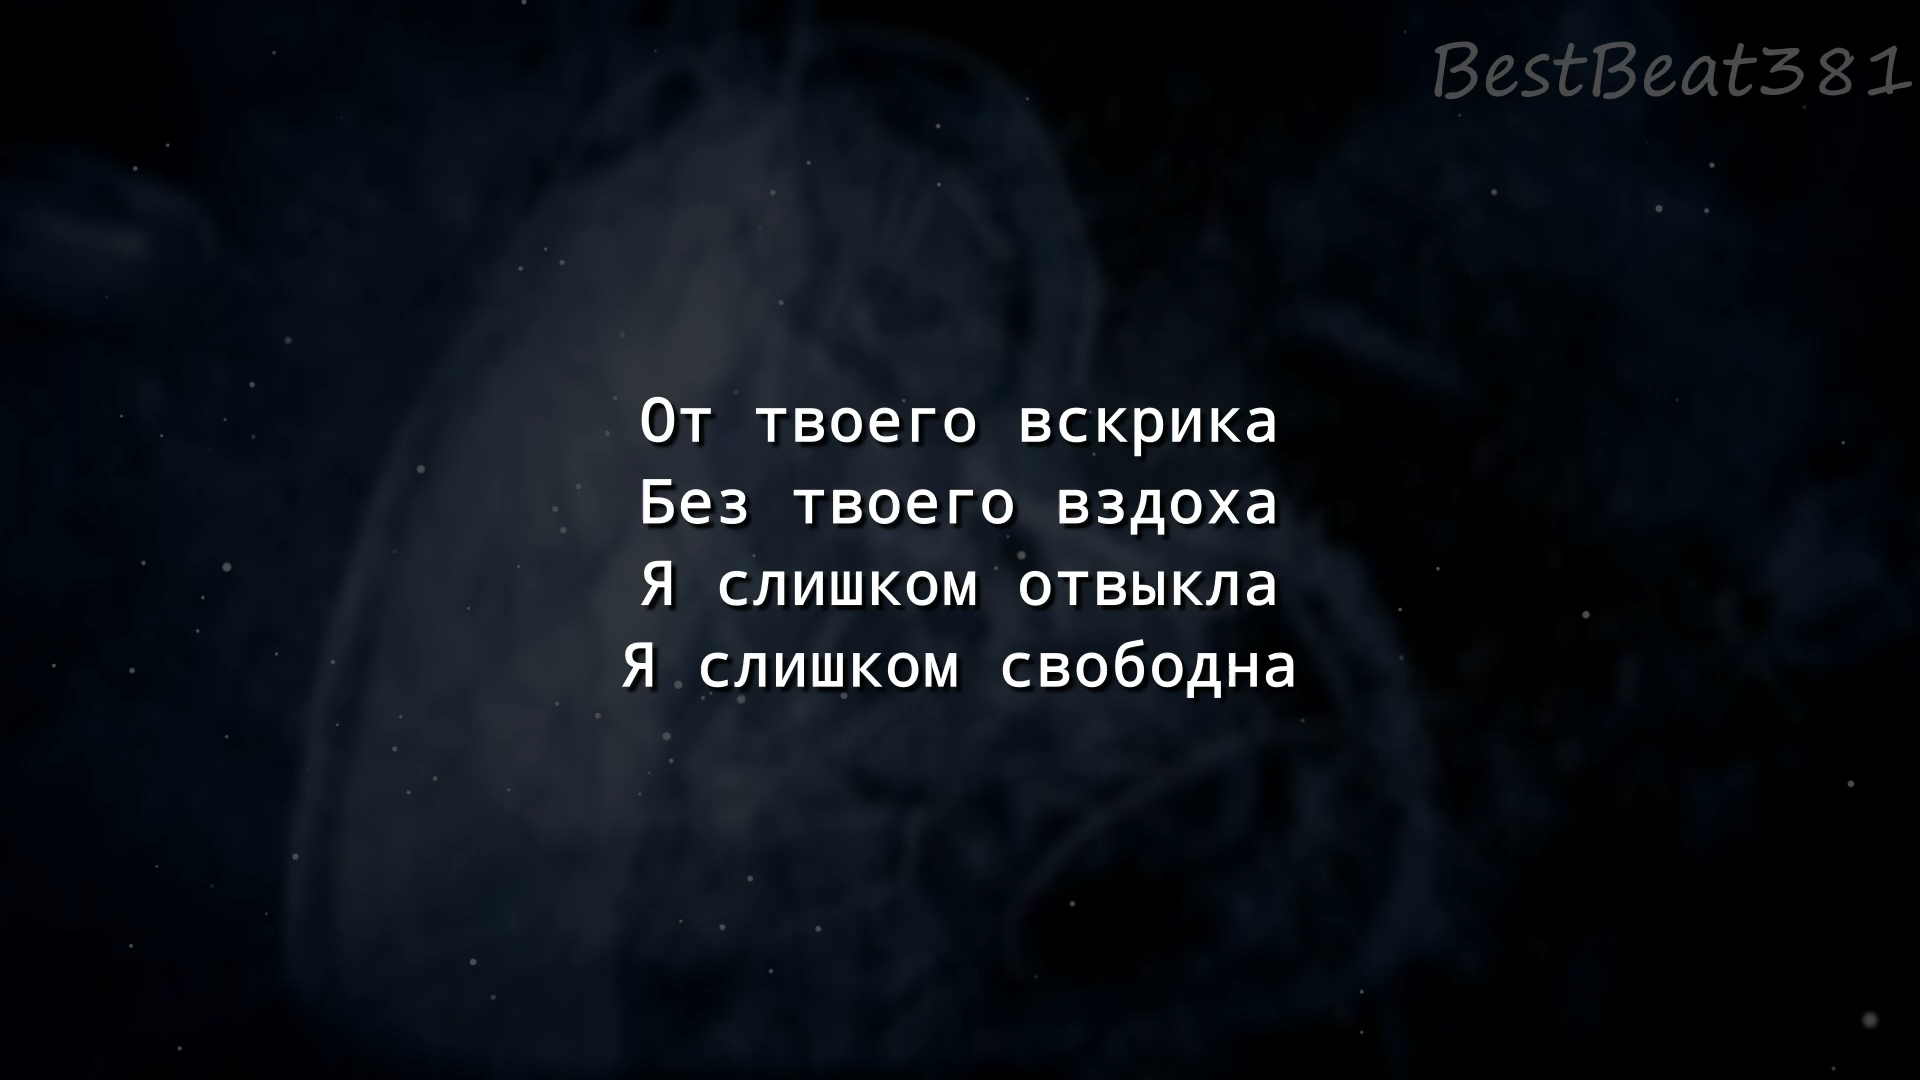 BestBeat381
От твоего вскрика
Без твоего вздоха
Я слишком отвыкла
Я слишком свободна